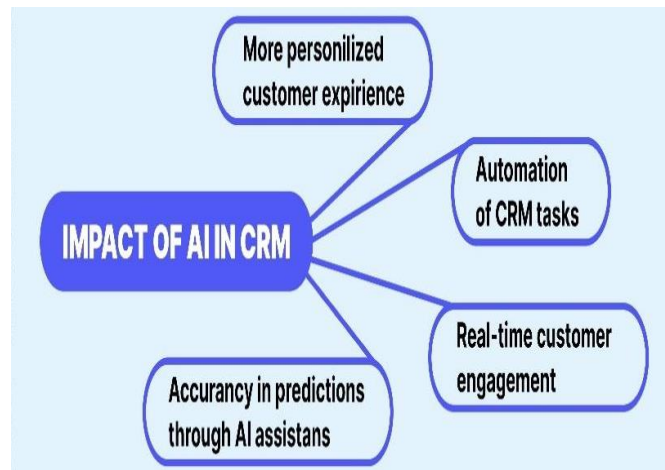 More personilized
customer expirience
Automation
of CRM tasks
IMPACT OF AI IN CRM
Real-time customer
engagement
Accurancy in predictions
through AI assistans